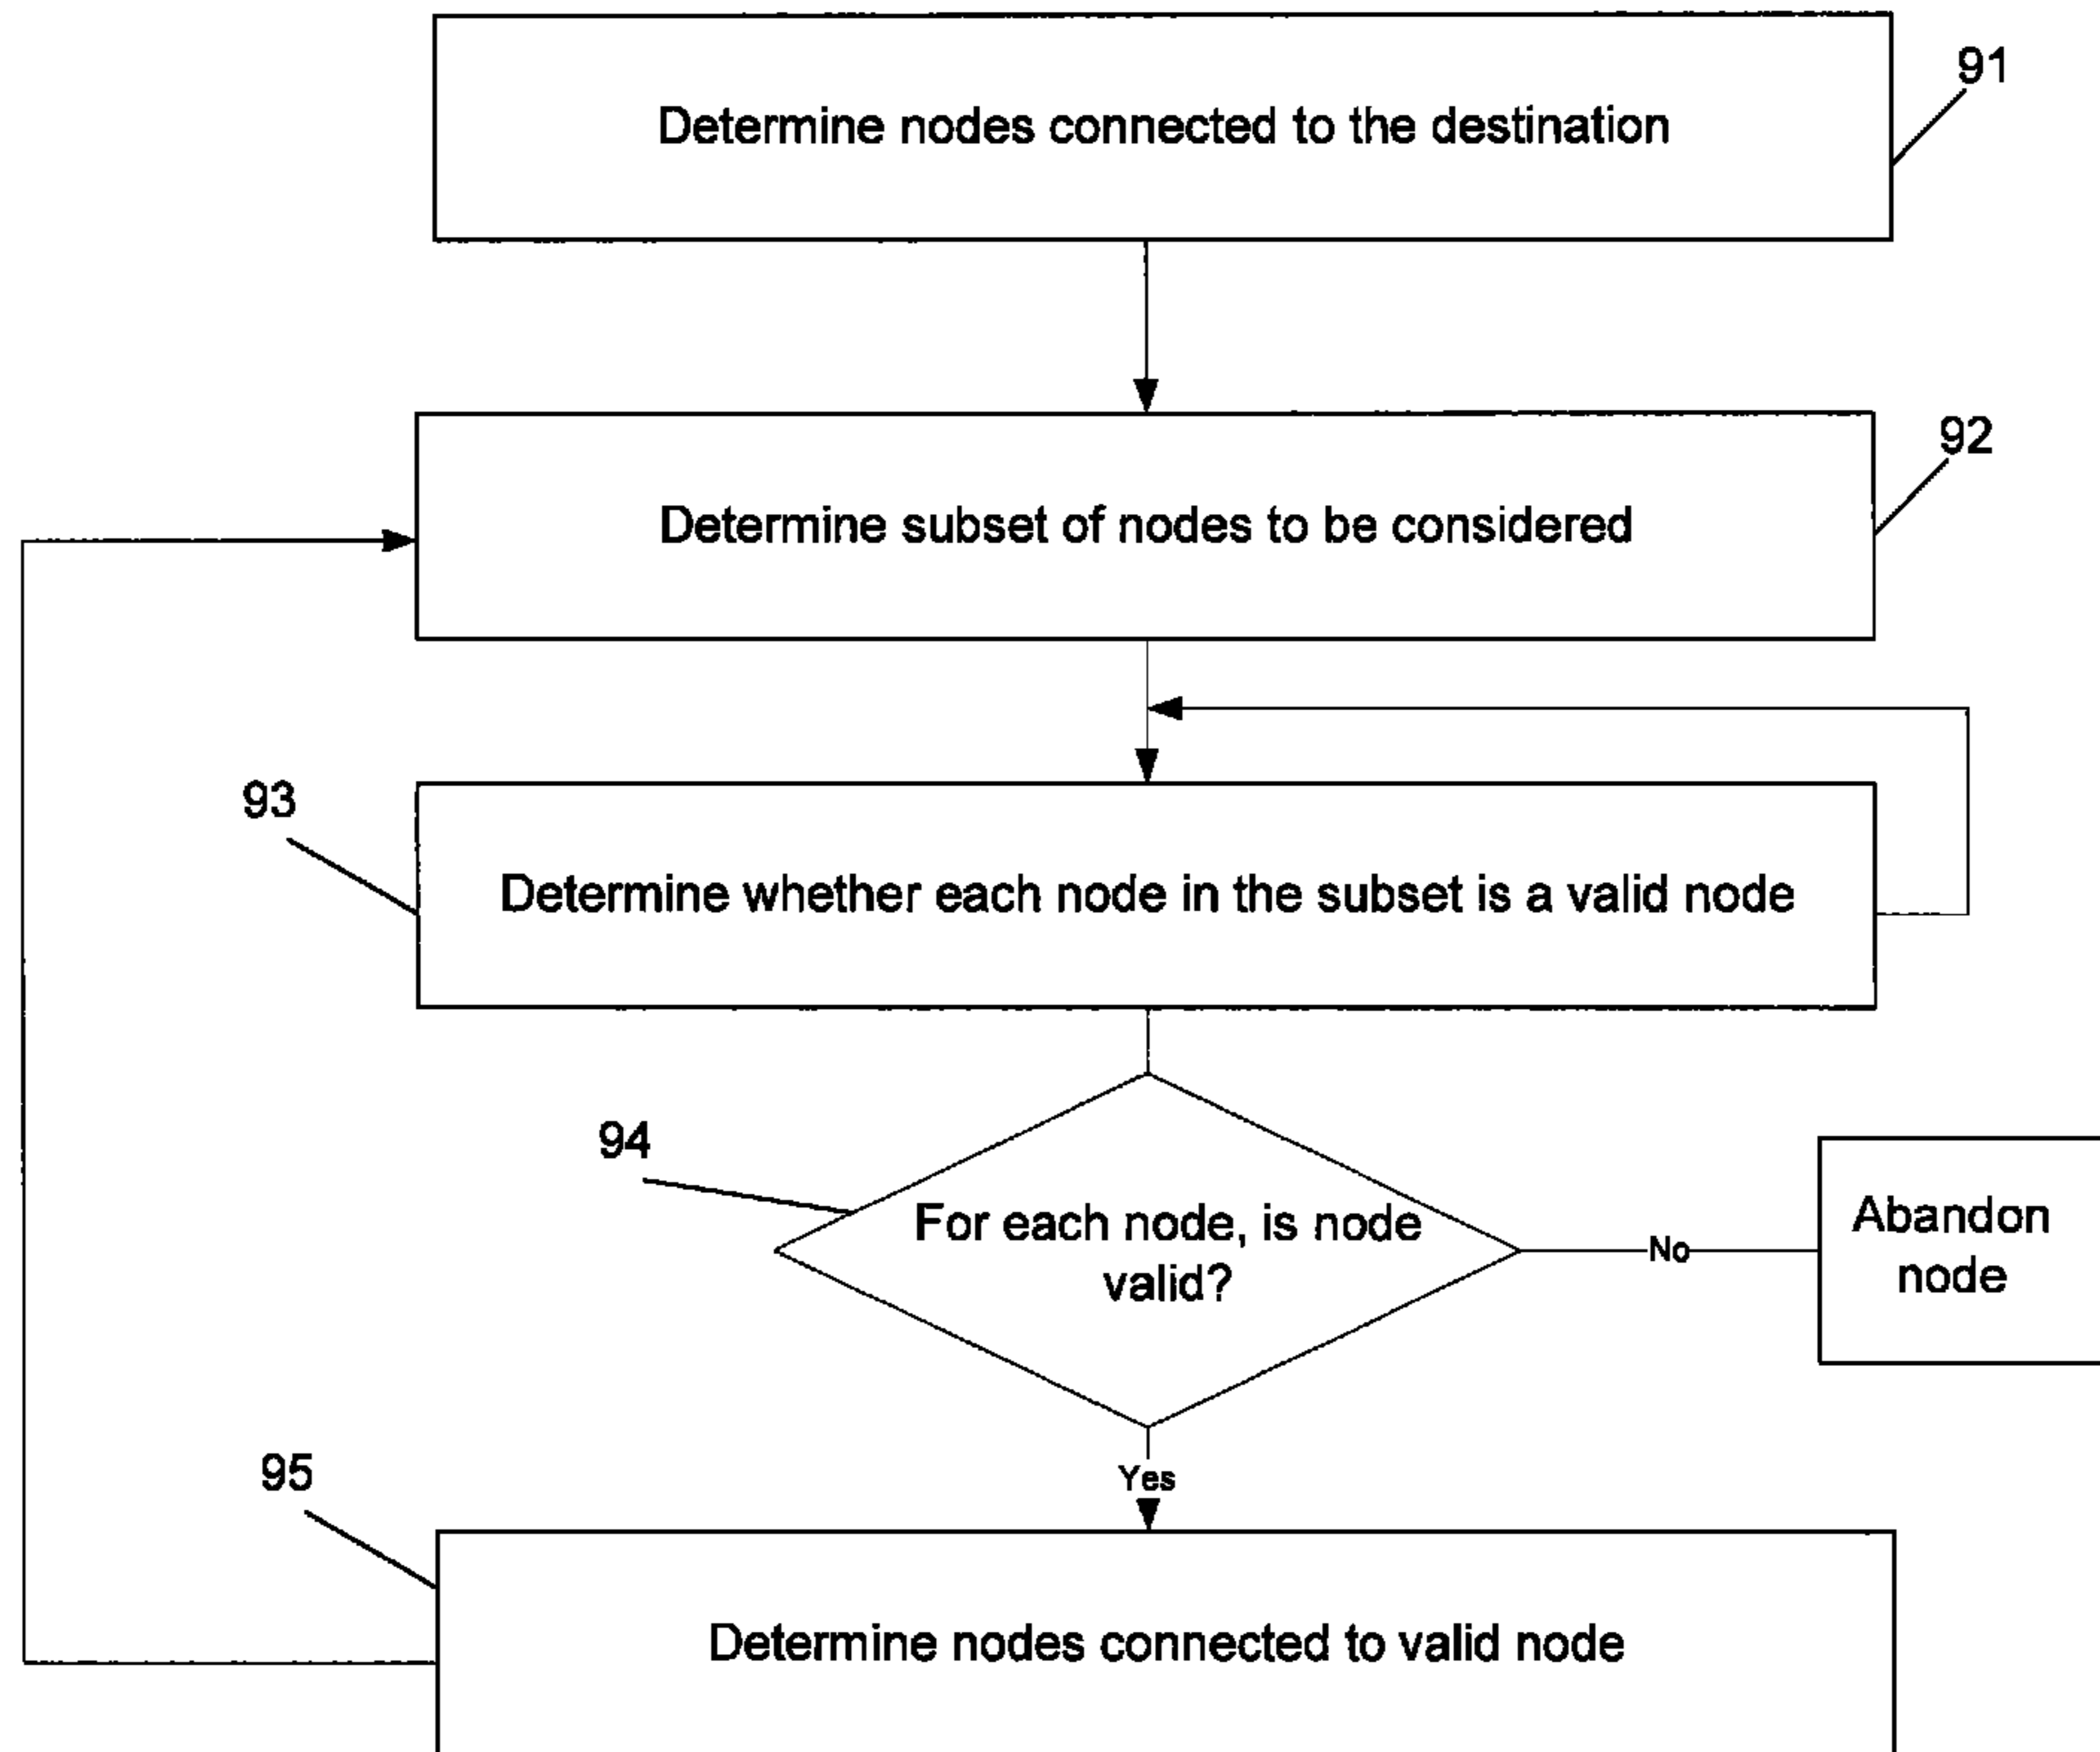 91
Determine nodes connected to the destination
92
Determine subset of nodes to be considered
93
Determine whether each node in the subset is a valid node
94
For each node, is node
valid?
No
Abandon
node
Yes
95
Determine nodes connected to valid node